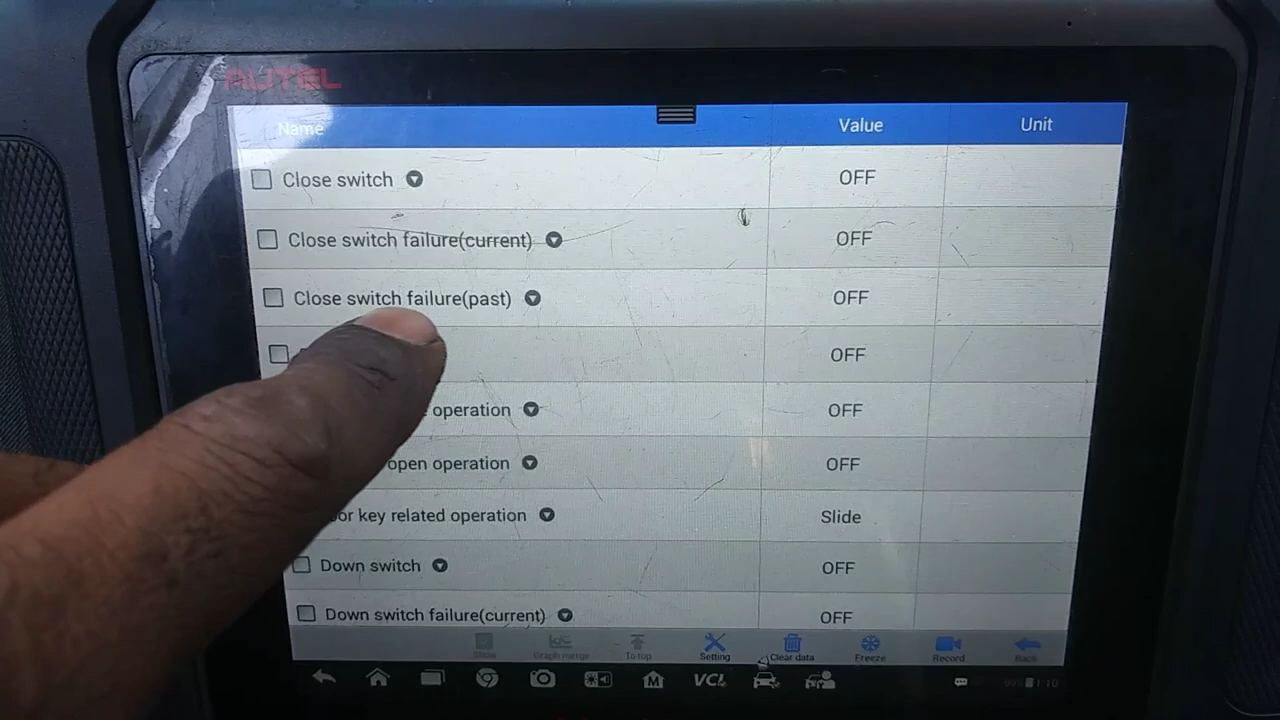 AUTEL
Name Value Unit
Close switch OFF
Close switch failure(current) OFF
Close switch failure(past) OFF
OFF
operation OFF
open operation OFF
key related operation Slide
Down switch OFF
Down switch failure(current) OFF
Show Graph merge To top Setting Clear data Freeze Record Back
M VCI